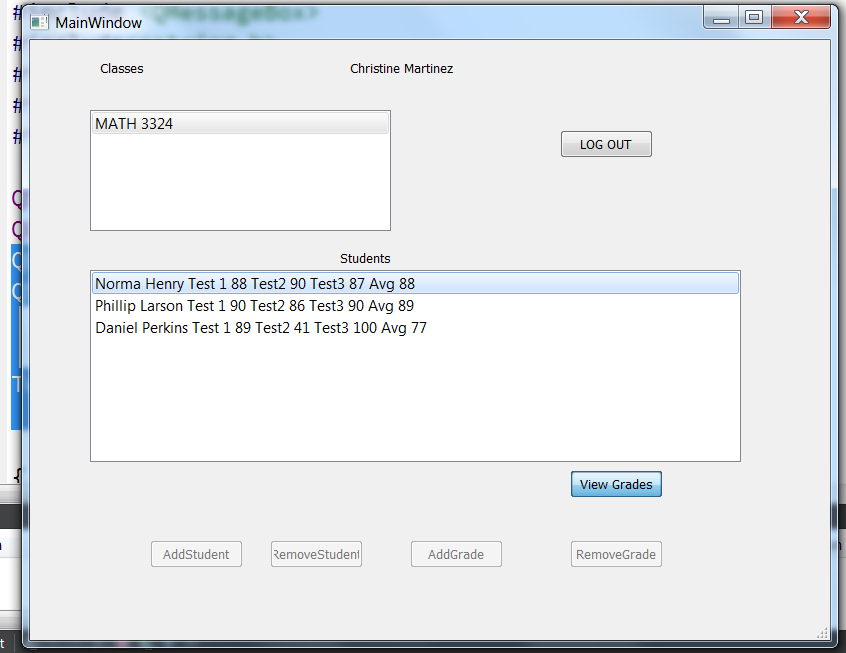 <QMessageBox>
MainWindow
Classes
Christine Martinez
MATH 3324
LOG OUT
Students
Norma Henry Test 1 88 Test2 90 Test3 87 Avg 88
Phillip Larson Test 1 90 Test2 86 Test3 90 Avg 89
Daniel Perkins Test 1 89 Test2 41 Test3 100 Avg 77
View Grades
AddStudent
RemoveStudent
AddGrade
RemoveGrade